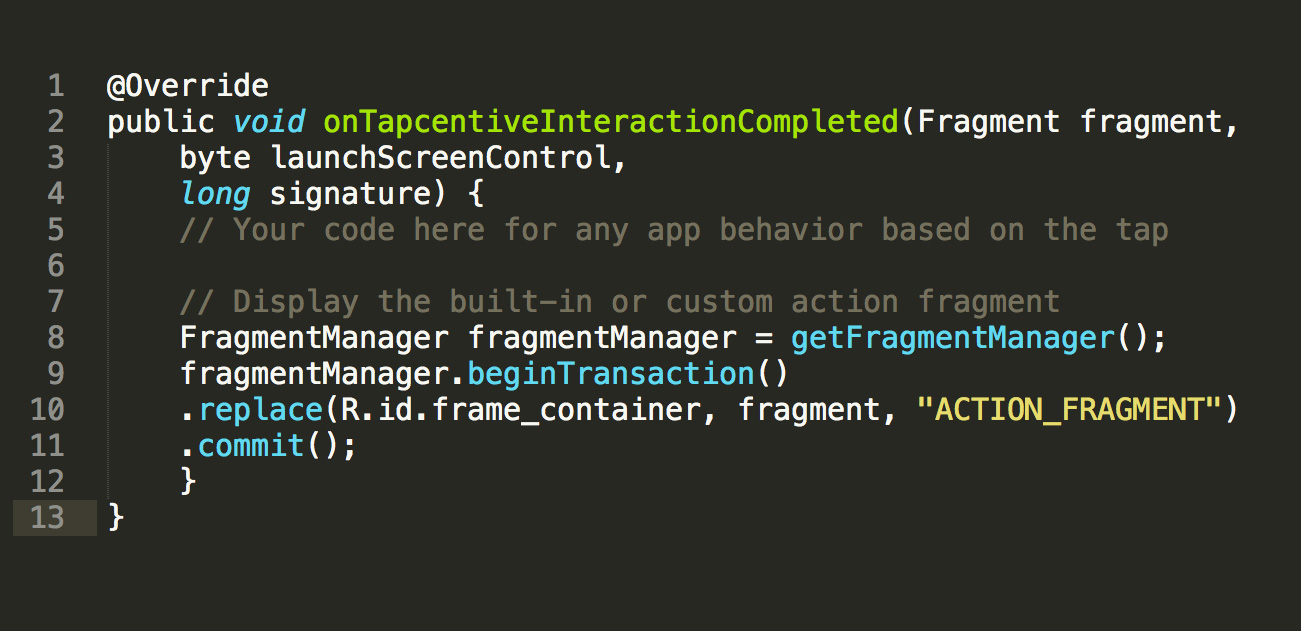 1 @Override
2 public void onTapcentiveInteractionCompleted(Fragment fragment,
3 byte launchScreenControl,
4 long signature) {
5 // Your code here for any app behavior based on the tap
6
7 // Display the built-in or custom action fragment
8 FragmentManager fragmentManager = getFragmentManager();
9 fragmentManager.beginTransaction()
10 .replace(R.id.frame_container, fragment, "ACTION_FRAGMENT")
11 .commit();
12 }
13 }